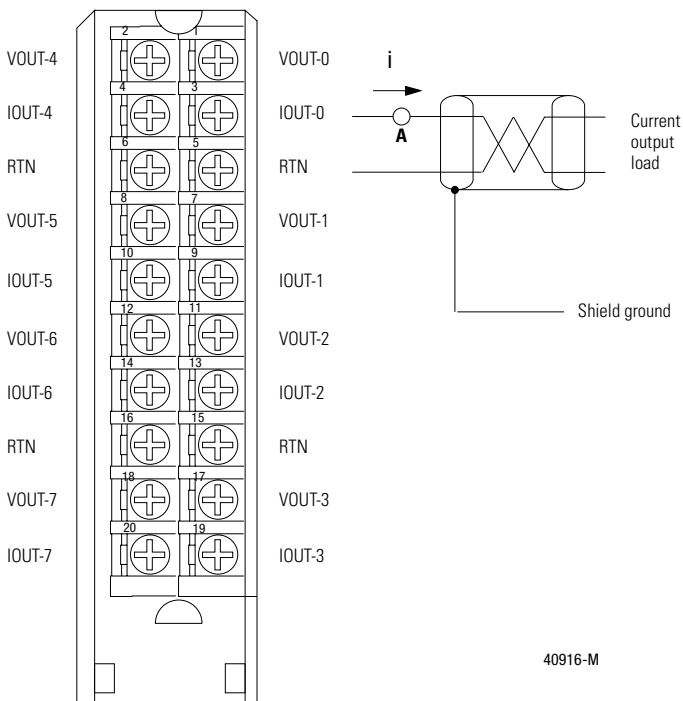 2 1
VOUT-4 VOUT-0 i
4 3
IOUT-4 IOUT-0 A Current
output
load
6 5
RTN RTN
8 7
VOUT-5 VOUT-1
10 9
IOUT-5 IOUT-1
Shield ground
12 11
VOUT-6 VOUT-2
14 13
IOUT-6 IOUT-2
16 15
RTN RTN
18 17
VOUT-7 VOUT-3
20 19
IOUT-7 IOUT-3
40916-M